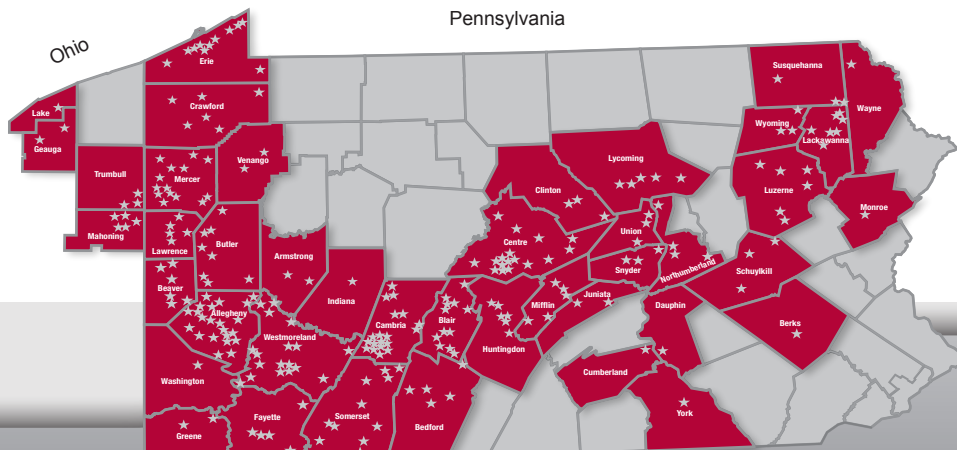 Pennsylvania
Ohio
Erie
Susquehanna
Crawford
Wayne
Lake
Wyoming
Lackawanna
Geauga
Venango
Lycoming
Trumbull
Mercer
Clinton
Luzerne
Monroe
Union
Mahoning
Lawrence
Butler
Centre
Armstrong
Snyder
Northumberland
Schuylkill
Beaver
Indiana
Mifflin
Juniata
Dauphin
Allegheny
Cambria
Blair
Berks
Westmoreland
Huntingdon
Cumberland
Washington
York
Fayette
Somerset
Bedford
Greene